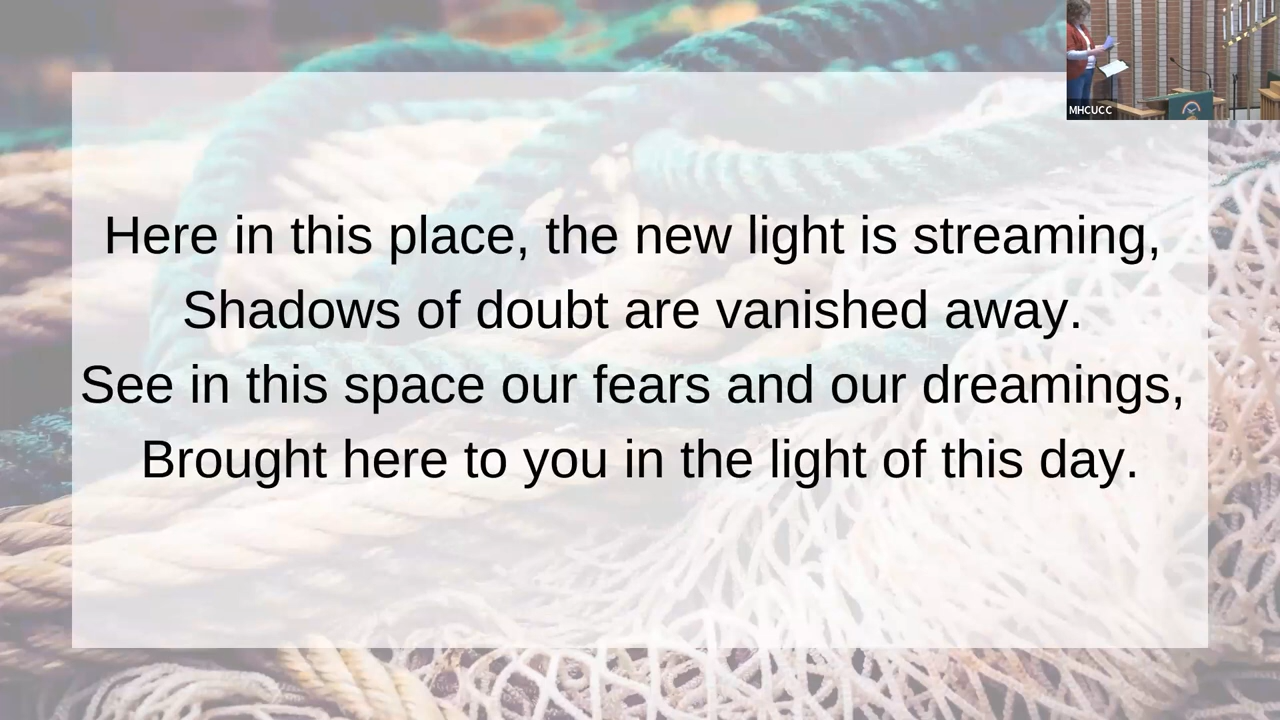 MHCUCC
Here in this place, the new light is streaming,
Shadows of doubt are vanished away.
See in this space our fears and our dreamings,
Brought here to you in the light of this day.